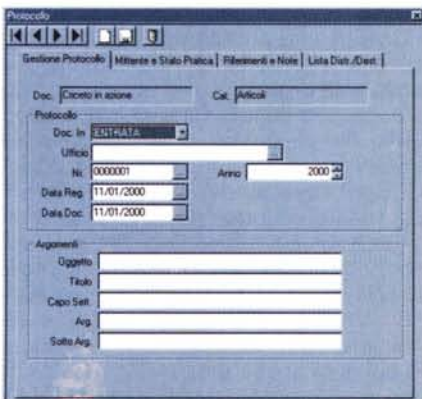 Protocollo
Gestione Protocollo Mittente e Stato Pratica Riferimenti e Note Lista Distr./Dest.
Doc. Coceto in azione Cat. Articoli
Protocollo
Doc. In ENTRATA
Ufficio
Nr. 0000001 Anno 2000
Data Reg. 11/01/2000
Data Doc. 11/01/2000
Argomenti
Oggetto
Titolo
Capo Sett.
Arg.
Sotto Arg.